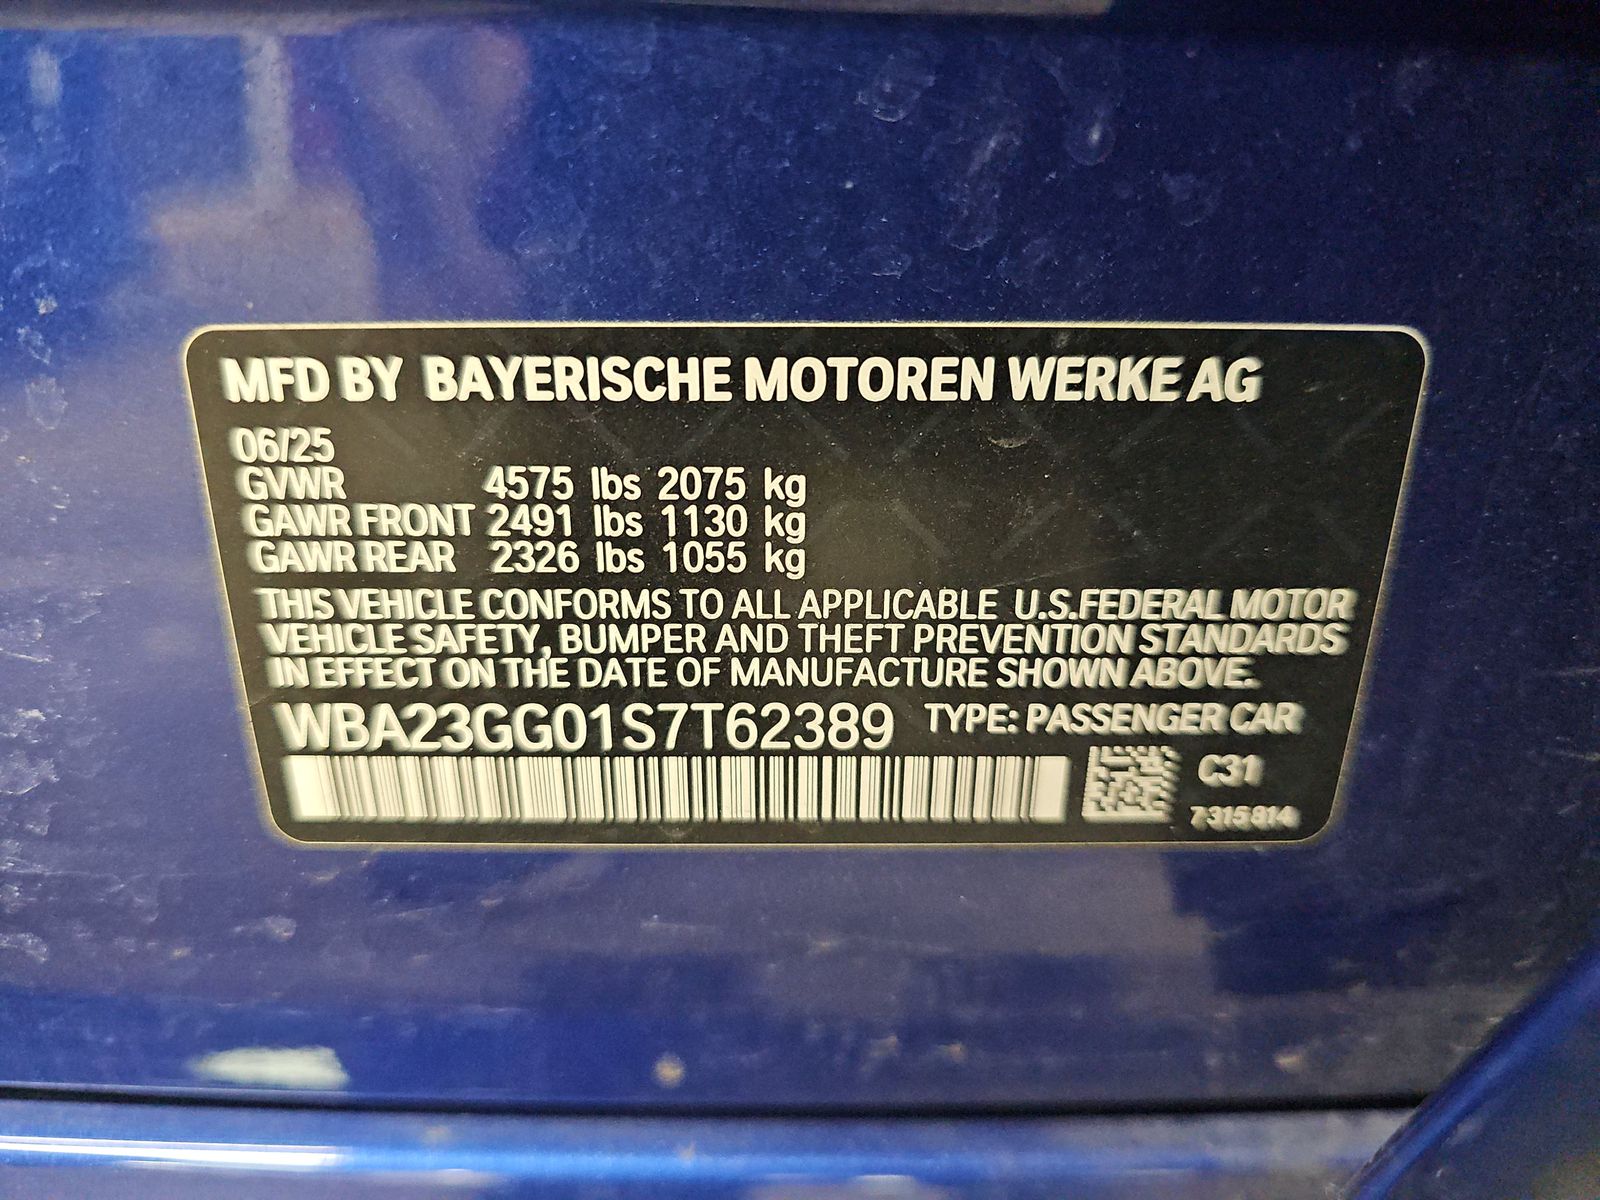 MFD BY BAYERISCHE MOTOREN WERKE AG
06/25
GVWR 4575 lbs 2075 kg
GAWR FRONT 2491 lbs 1130 kg
GAWR REAR 2326 lbs 1055 kg
THIS VEHICLE CONFORMS TO ALL APPLICABLE U.S.FEDERAL MOTOR
VEHICLE SAFETY, BUMPER AND THEFT PREVENTION STANDARDS
IN EFFECT ON THE DATE OF MANUFACTURE SHOWN ABOVE.
WBA23GG01S7T62389 TYPE: PASSENGER CAR
C31
7315814